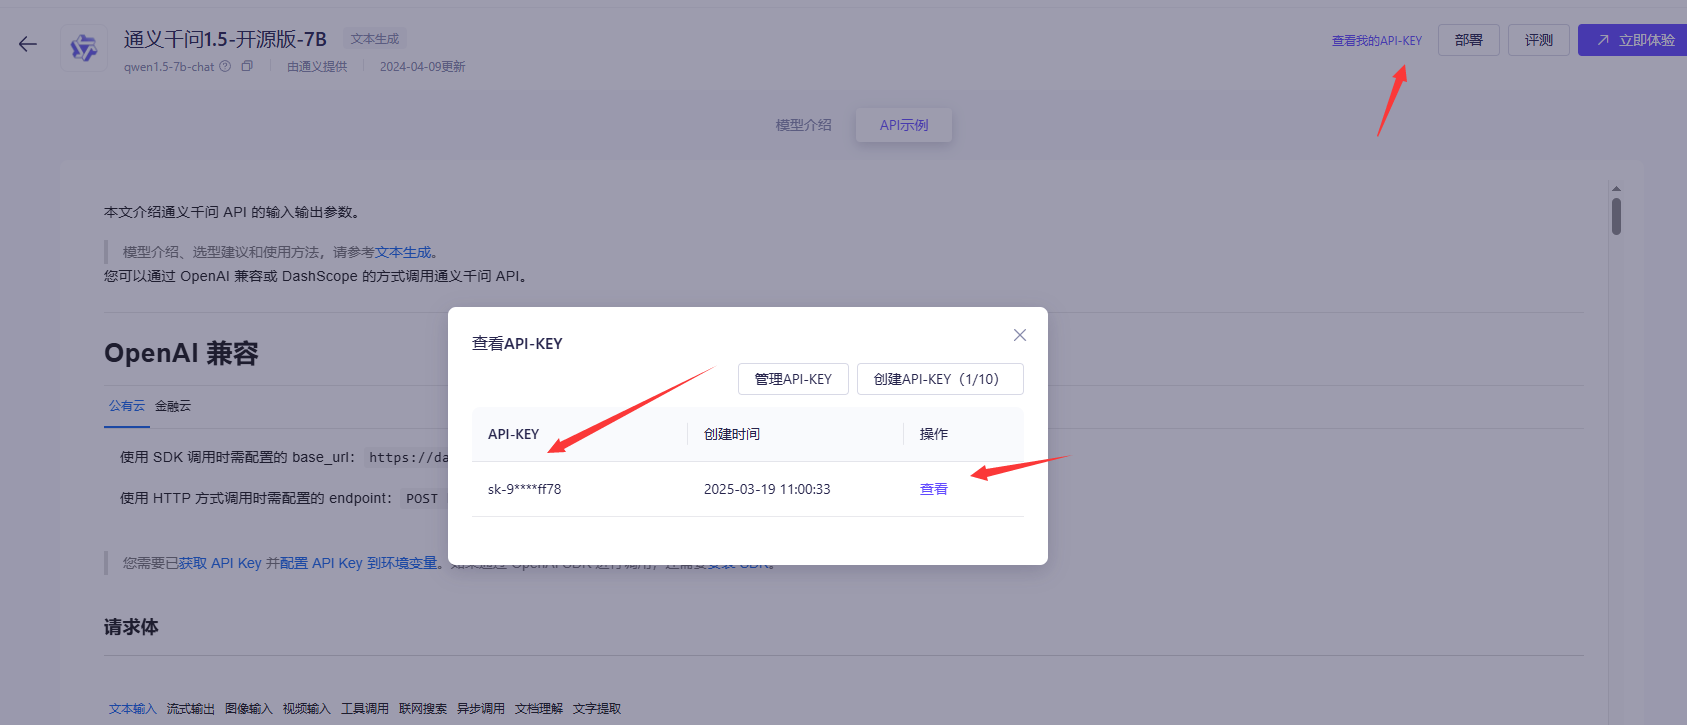 通义千问1.5-开源版-7B 文本生成
qwen1.5-7b-chat 由通义提供 2024-04-09更新
查看我的API-KEY 部署 评测 立即体验
模型介绍 API示例
本文介绍通义千问 API 的输入输出参数。
模型介绍、选型建议和使用方法，请参考文本生成。
您可以通过 OpenAI 兼容或 DashScope 的方式调用通义千问 API。
OpenAI 兼容
公有云 金融云
使用 SDK 调用时需配置的 base_url： https://da
使用 HTTP 方式调用时需配置的 endpoint： POST
您需要已获取 API Key 并配置 API Key 到环境变量。
请求体
文本输入 流式输出 图像输入 视频输入 工具调用 联网搜索 异步调用 文档理解 文字提取
查看API-KEY
管理API-KEY 创建API-KEY（1/10）
API-KEY 创建时间 操作
sk-9****ff78 2025-03-19 11:00:33 查看